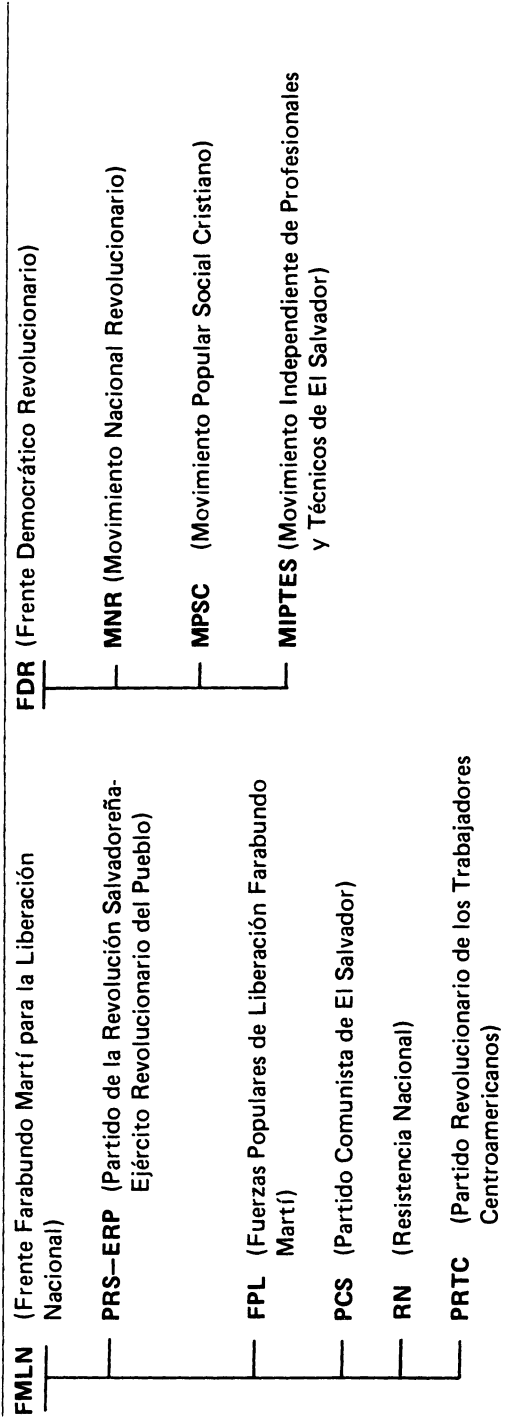 FMLN (Frente Farabundo Martí para la Liberación
Nacional)
PRS—ERP (Partido de la Revolución Salvadoreña-
Ejército Revolucionario del Pueblo)
FPL (Fuerzas Populares de Liberación Farabundo
Martí)
PCS (Partido Comunista de El Salvador)
RN (Resistencia Nacional)
PRTC (Partido Revolucionario de los Trabajadores
Centroamericanos)
FDR (Frente Democrático Revolucionario)
MNR (Movimiento Nacional Revolucionario)
MPSC (Movimiento Popular Social Cristiano)
MIPTES (Movimiento Independiente de Profesionales
y Técnicos de El Salvador)